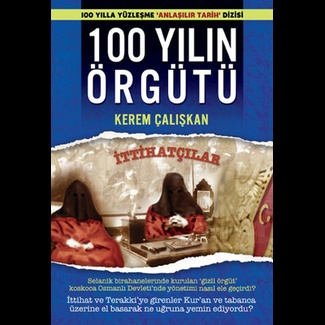 100 YILLA YÜZLEŞME 'ANLAŞILIR TARİH' DİZİSİ
100 YILIN
ÖRGÜTÜ
KEREM ÇALIŞKAN
İTTİHATÇILAR
Selanik birahanelerinde kurulan 'gizli örgüt'
koskoca Osmanlı Devleti'nde yönetimi nasıl ele geçirdi?
İttihat ve Terakki'ye girenler Kur'an ve tabanca
üzerine el basarak ne uğruna yemin ediyordu?